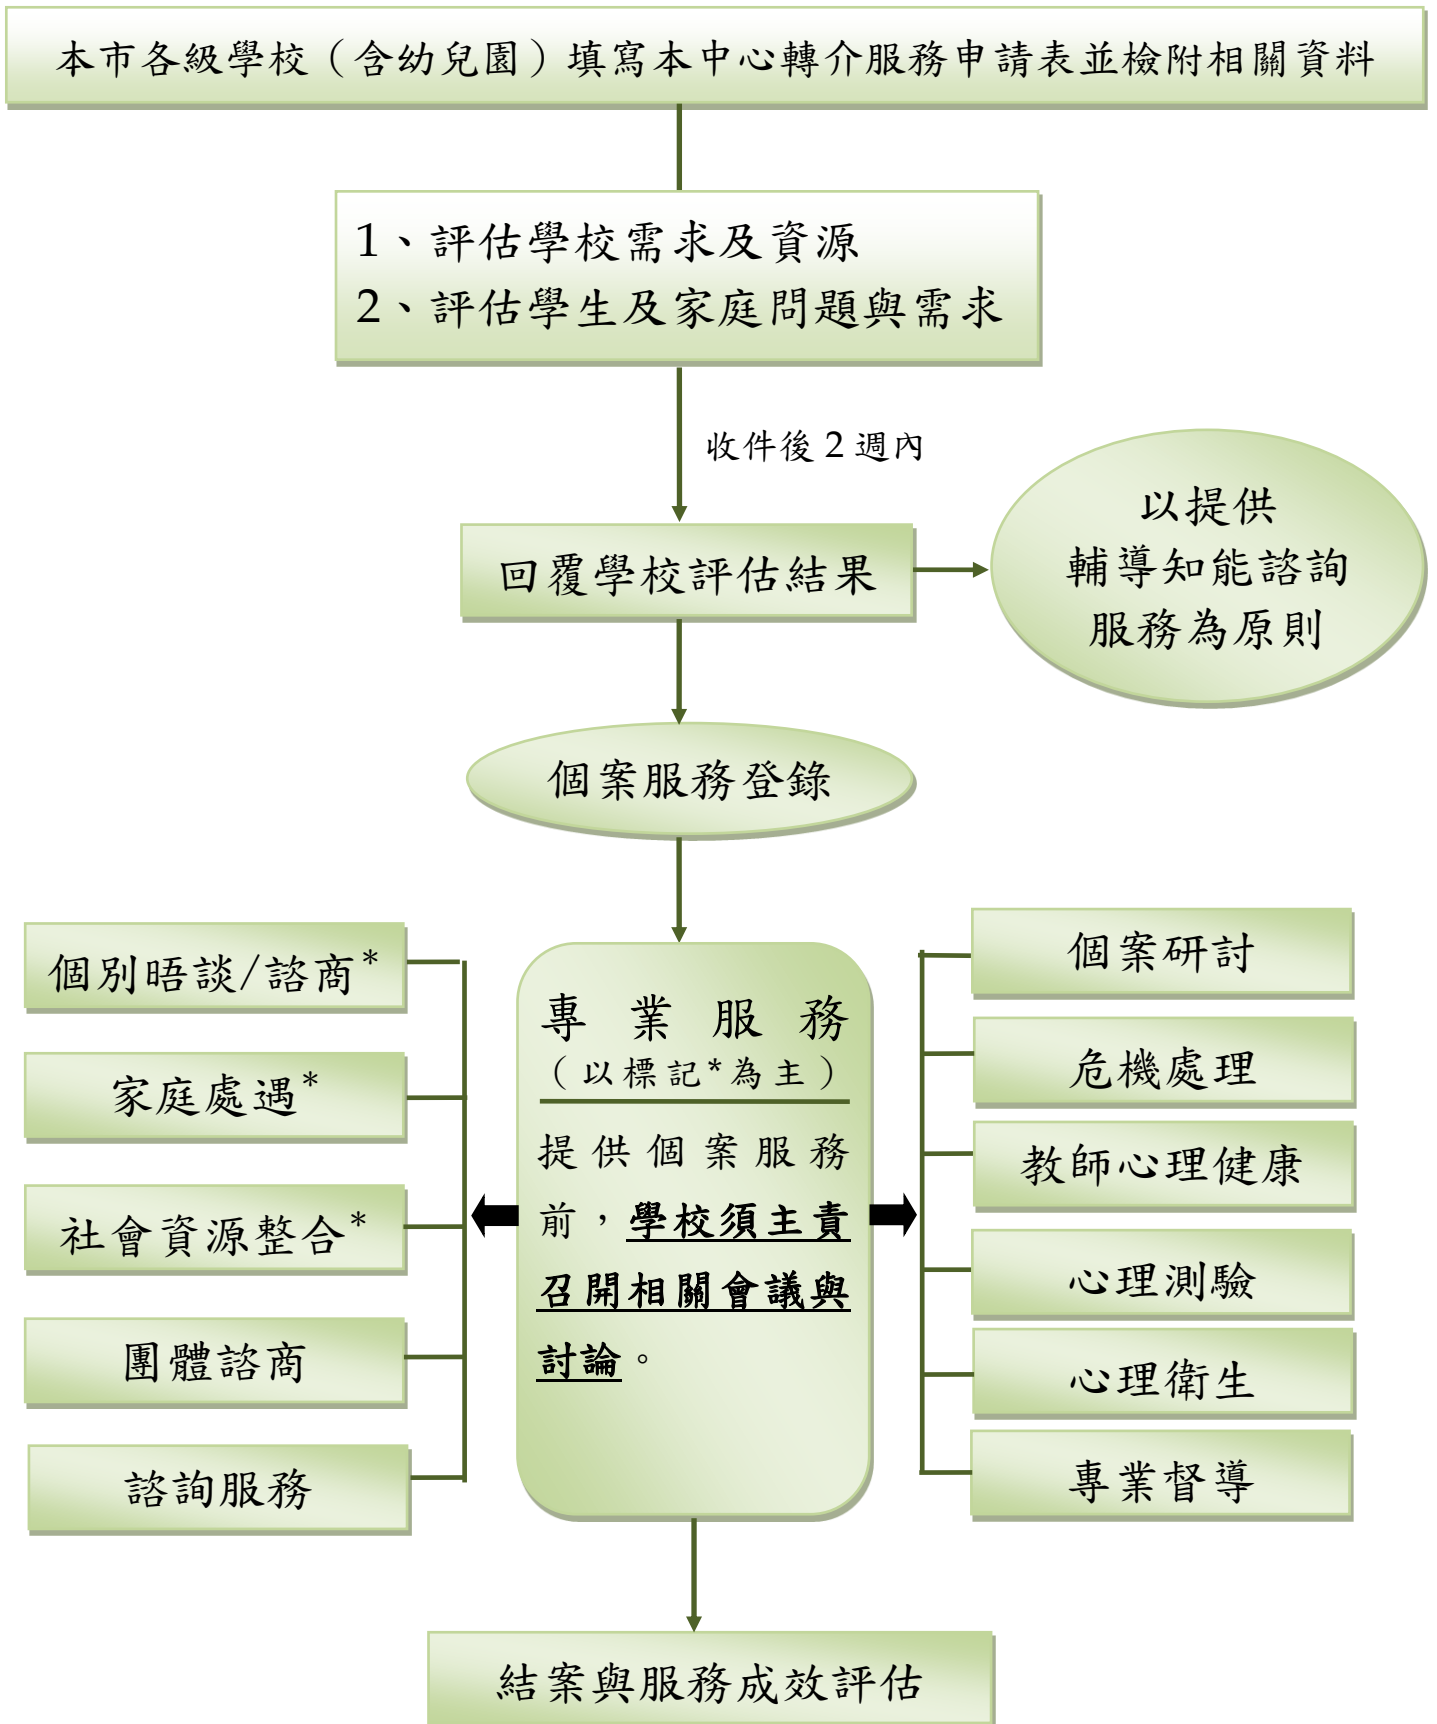 本市各級學校（含幼兒園）填寫本中心轉介服務申請表並檢附相關資料
1、評估學校需求及資源
2、評估學生及家庭問題與需求
收件後 2 週內
回覆學校評估結果
以提供
輔導知能諮詢
服務為原則
個案服務登錄
個別晤談/諮商*
家庭處遇*
社會資源整合*
團體諮商
諮詢服務
專業服務
（以標記*為主）
提供個案服務
前，學校須主責
召開相關會議與
討論。
個案研討
危機處理
教師心理健康
心理測驗
心理衛生
專業督導
結案與服務成效評估